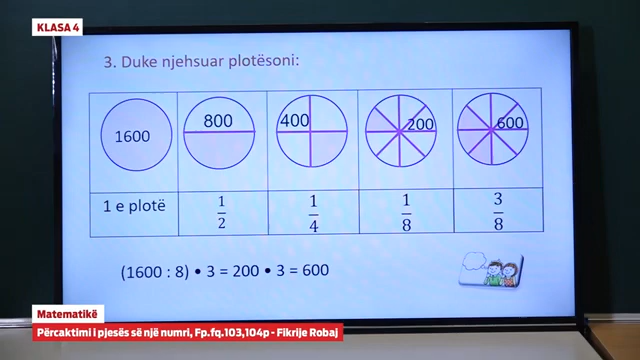 KLASA 4
3. Duke njehsuar plotësoni:
1600
800
400
200
600
1 e plotë
1/2
1/4
1/8
3/8
(1600 : 8) • 3 = 200 • 3 = 600
Matematikë
Përcaktimi i pjesës së një numri, Fp.fq.103,104p - Fikrije Robaj